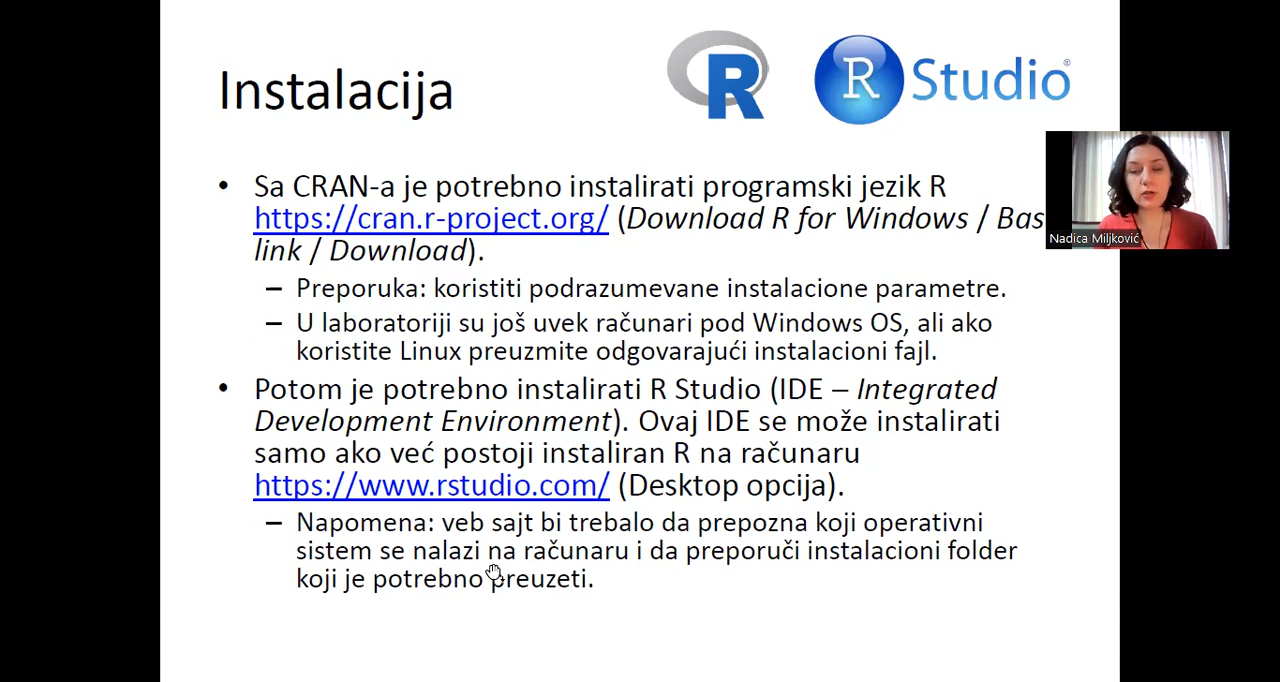 Instalacija
R
R Studio®
• Sa CRAN-a je potrebno instalirati programski jezik R
https://cran.r-project.org/ (Download R for Windows / Bas
link / Download).
– Preporuka: koristiti podrazumevane instalacione parametre.
– U laboratoriji su još uvek računari pod Windows OS, ali ako
koristite Linux preuzmite odgovarajući instalacioni fajl.
• Potom je potrebno instalirati R Studio (IDE – Integrated
Development Environment). Ovaj IDE se može instalirati
samo ako već postoji instaliran R na računaru
https://www.rstudio.com/ (Desktop opcija).
– Napomena: veb sajt bi trebalo da prepozna koji operativni
sistem se nalazi na računaru i da preporuči instalacioni folder
koji je potrebno preuzeti.
Nadica Miljković